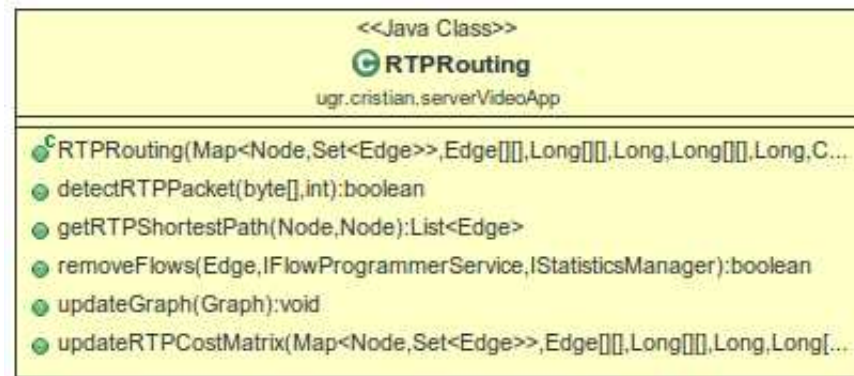 <<Java Class>>
RTPRouting
ugr.cristian.serverVideoApp
RTPRouting(Map<Node,Set<Edge>>,Edge[][],Long[][],Long,Long[][],Long,C...
detectRTPPacket(byte[],int):boolean
getRTPShortestPath(Node,Node):List<Edge>
removeFlows(Edge,IFlowProgrammerService,IStatisticsManager):boolean
updateGraph(Graph):void
updateRTPCostMatrix(Map<Node,Set<Edge>>,Edge[][],Long[][],Long,Long[...